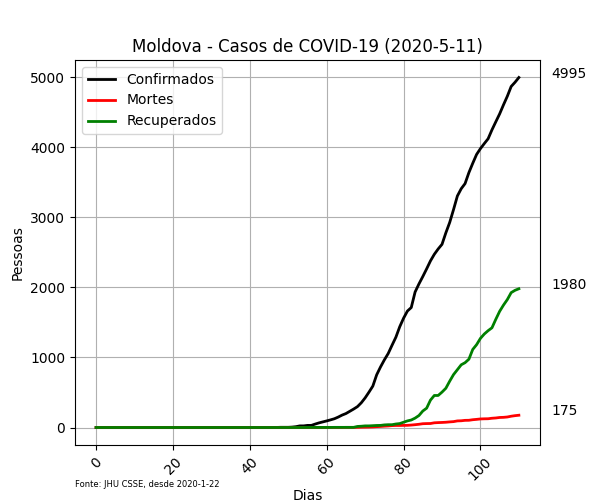 Moldova - Casos de COVID-19 (2020-5-11)
Confirmados
Mortes
Recuperados
Pessoas
5000
4000
3000
2000
1000
0
4995
1980
175
0
20
40
60
80
100
Fonte: JHU CSSE, desde 2020-1-22
Dias